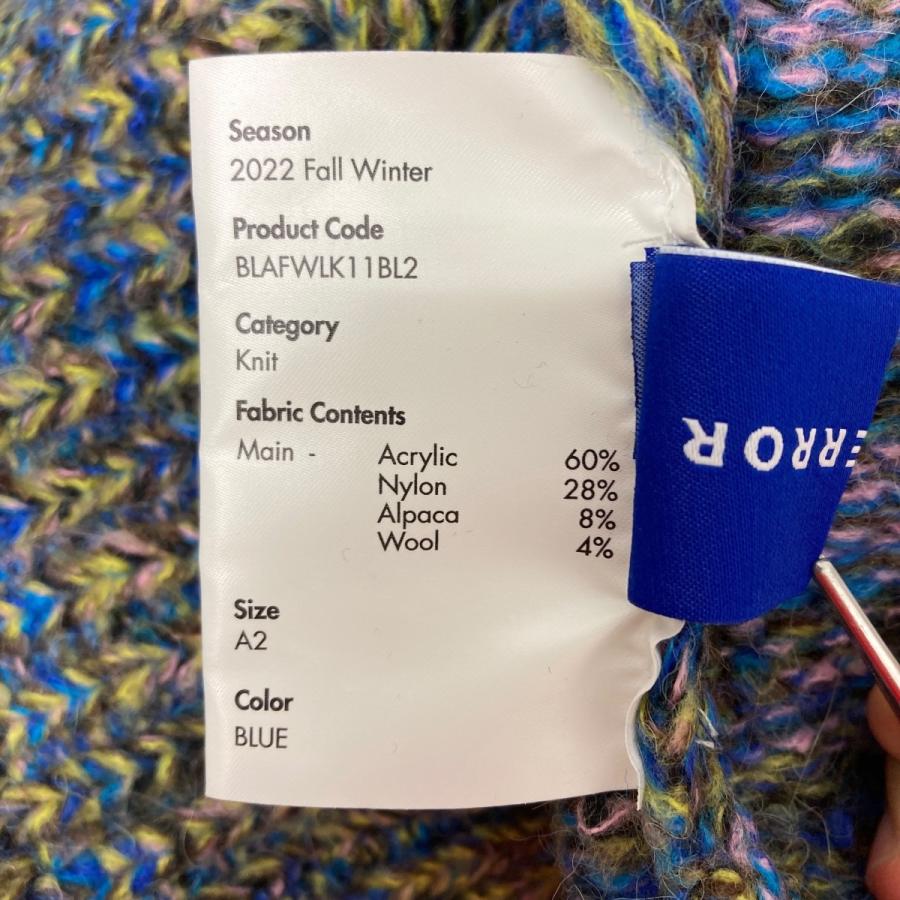 Season
2022 Fall Winter
Product Code
BLAFWLK11BL2
Category
Knit
Fabric Contents
Main - Acrylic 60%
Nylon 28%
Alpaca 8%
Wool 4%
Size
A2
Color
BLUE
ERROR